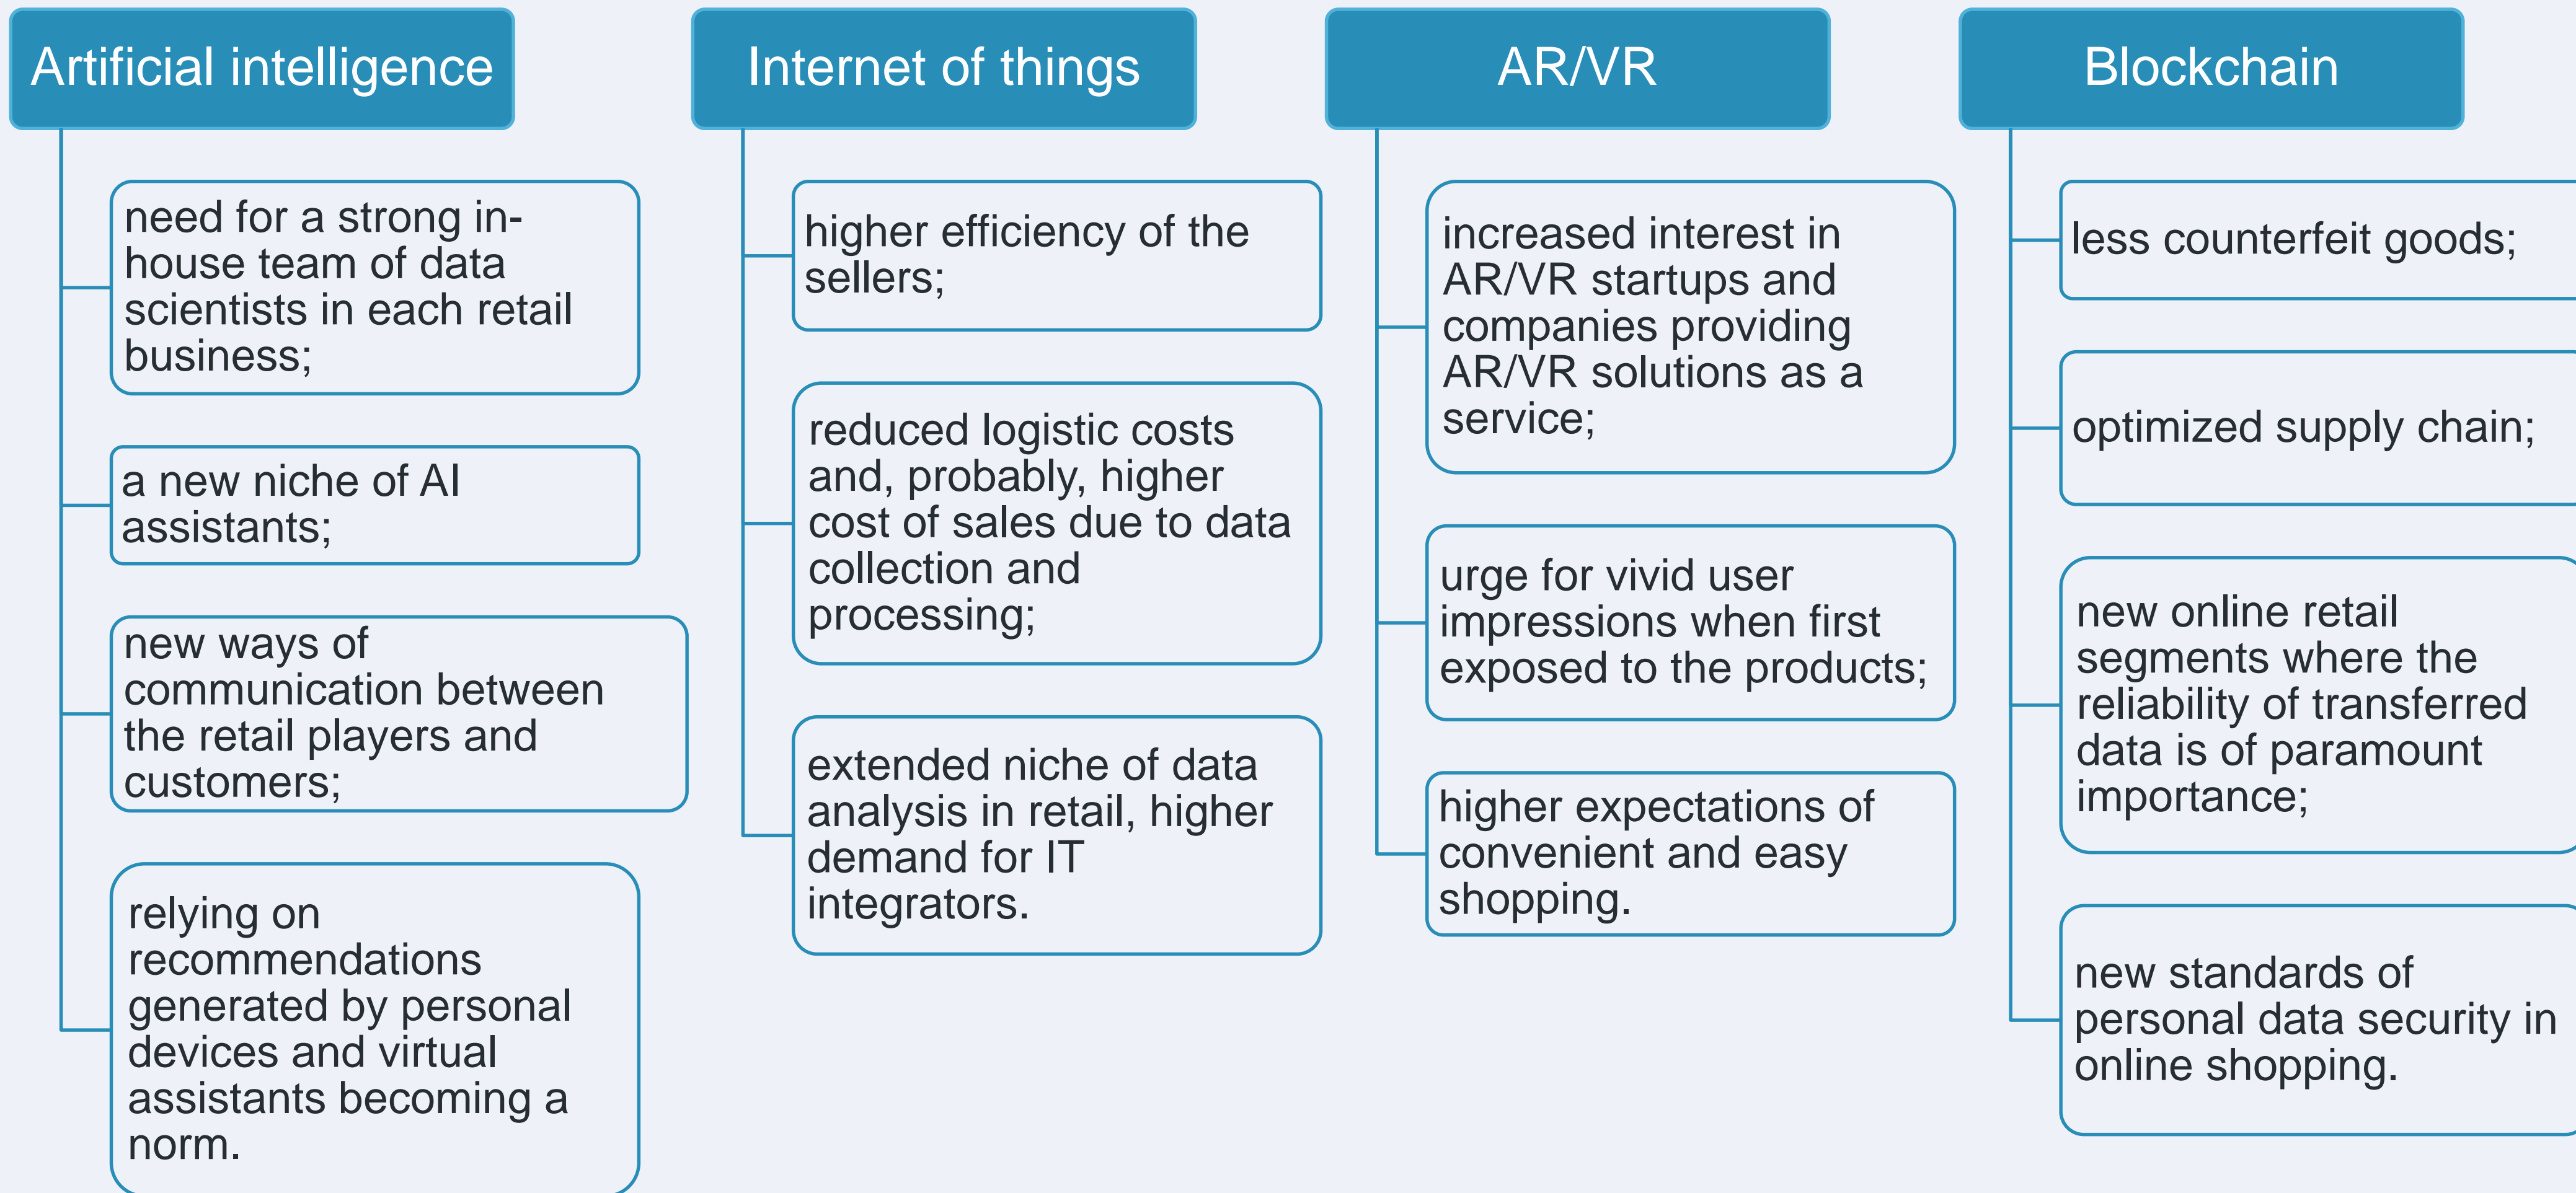 Artificial intelligence
need for a strong in-
house team of data
scientists in each retail
business;
a new niche of AI
assistants;
new ways of
communication between
the retail players and
customers;
relying on
recommendations
generated by personal
devices and virtual
assistants becoming a
norm.
Internet of things
higher efficiency of the
sellers;
reduced logistic costs
and, probably, higher
cost of sales due to data
collection and
processing;
extended niche of data
analysis in retail, higher
demand for IT
integrators.
AR/VR
increased interest in
AR/VR startups and
companies providing
AR/VR solutions as a
service;
urge for vivid user
impressions when first
exposed to the products;
higher expectations of
convenient and easy
shopping.
Blockchain
less counterfeit goods;
optimized supply chain;
new online retail
segments where the
reliability of transferred
data is of paramount
importance;
new standards of
personal data security in
online shopping.